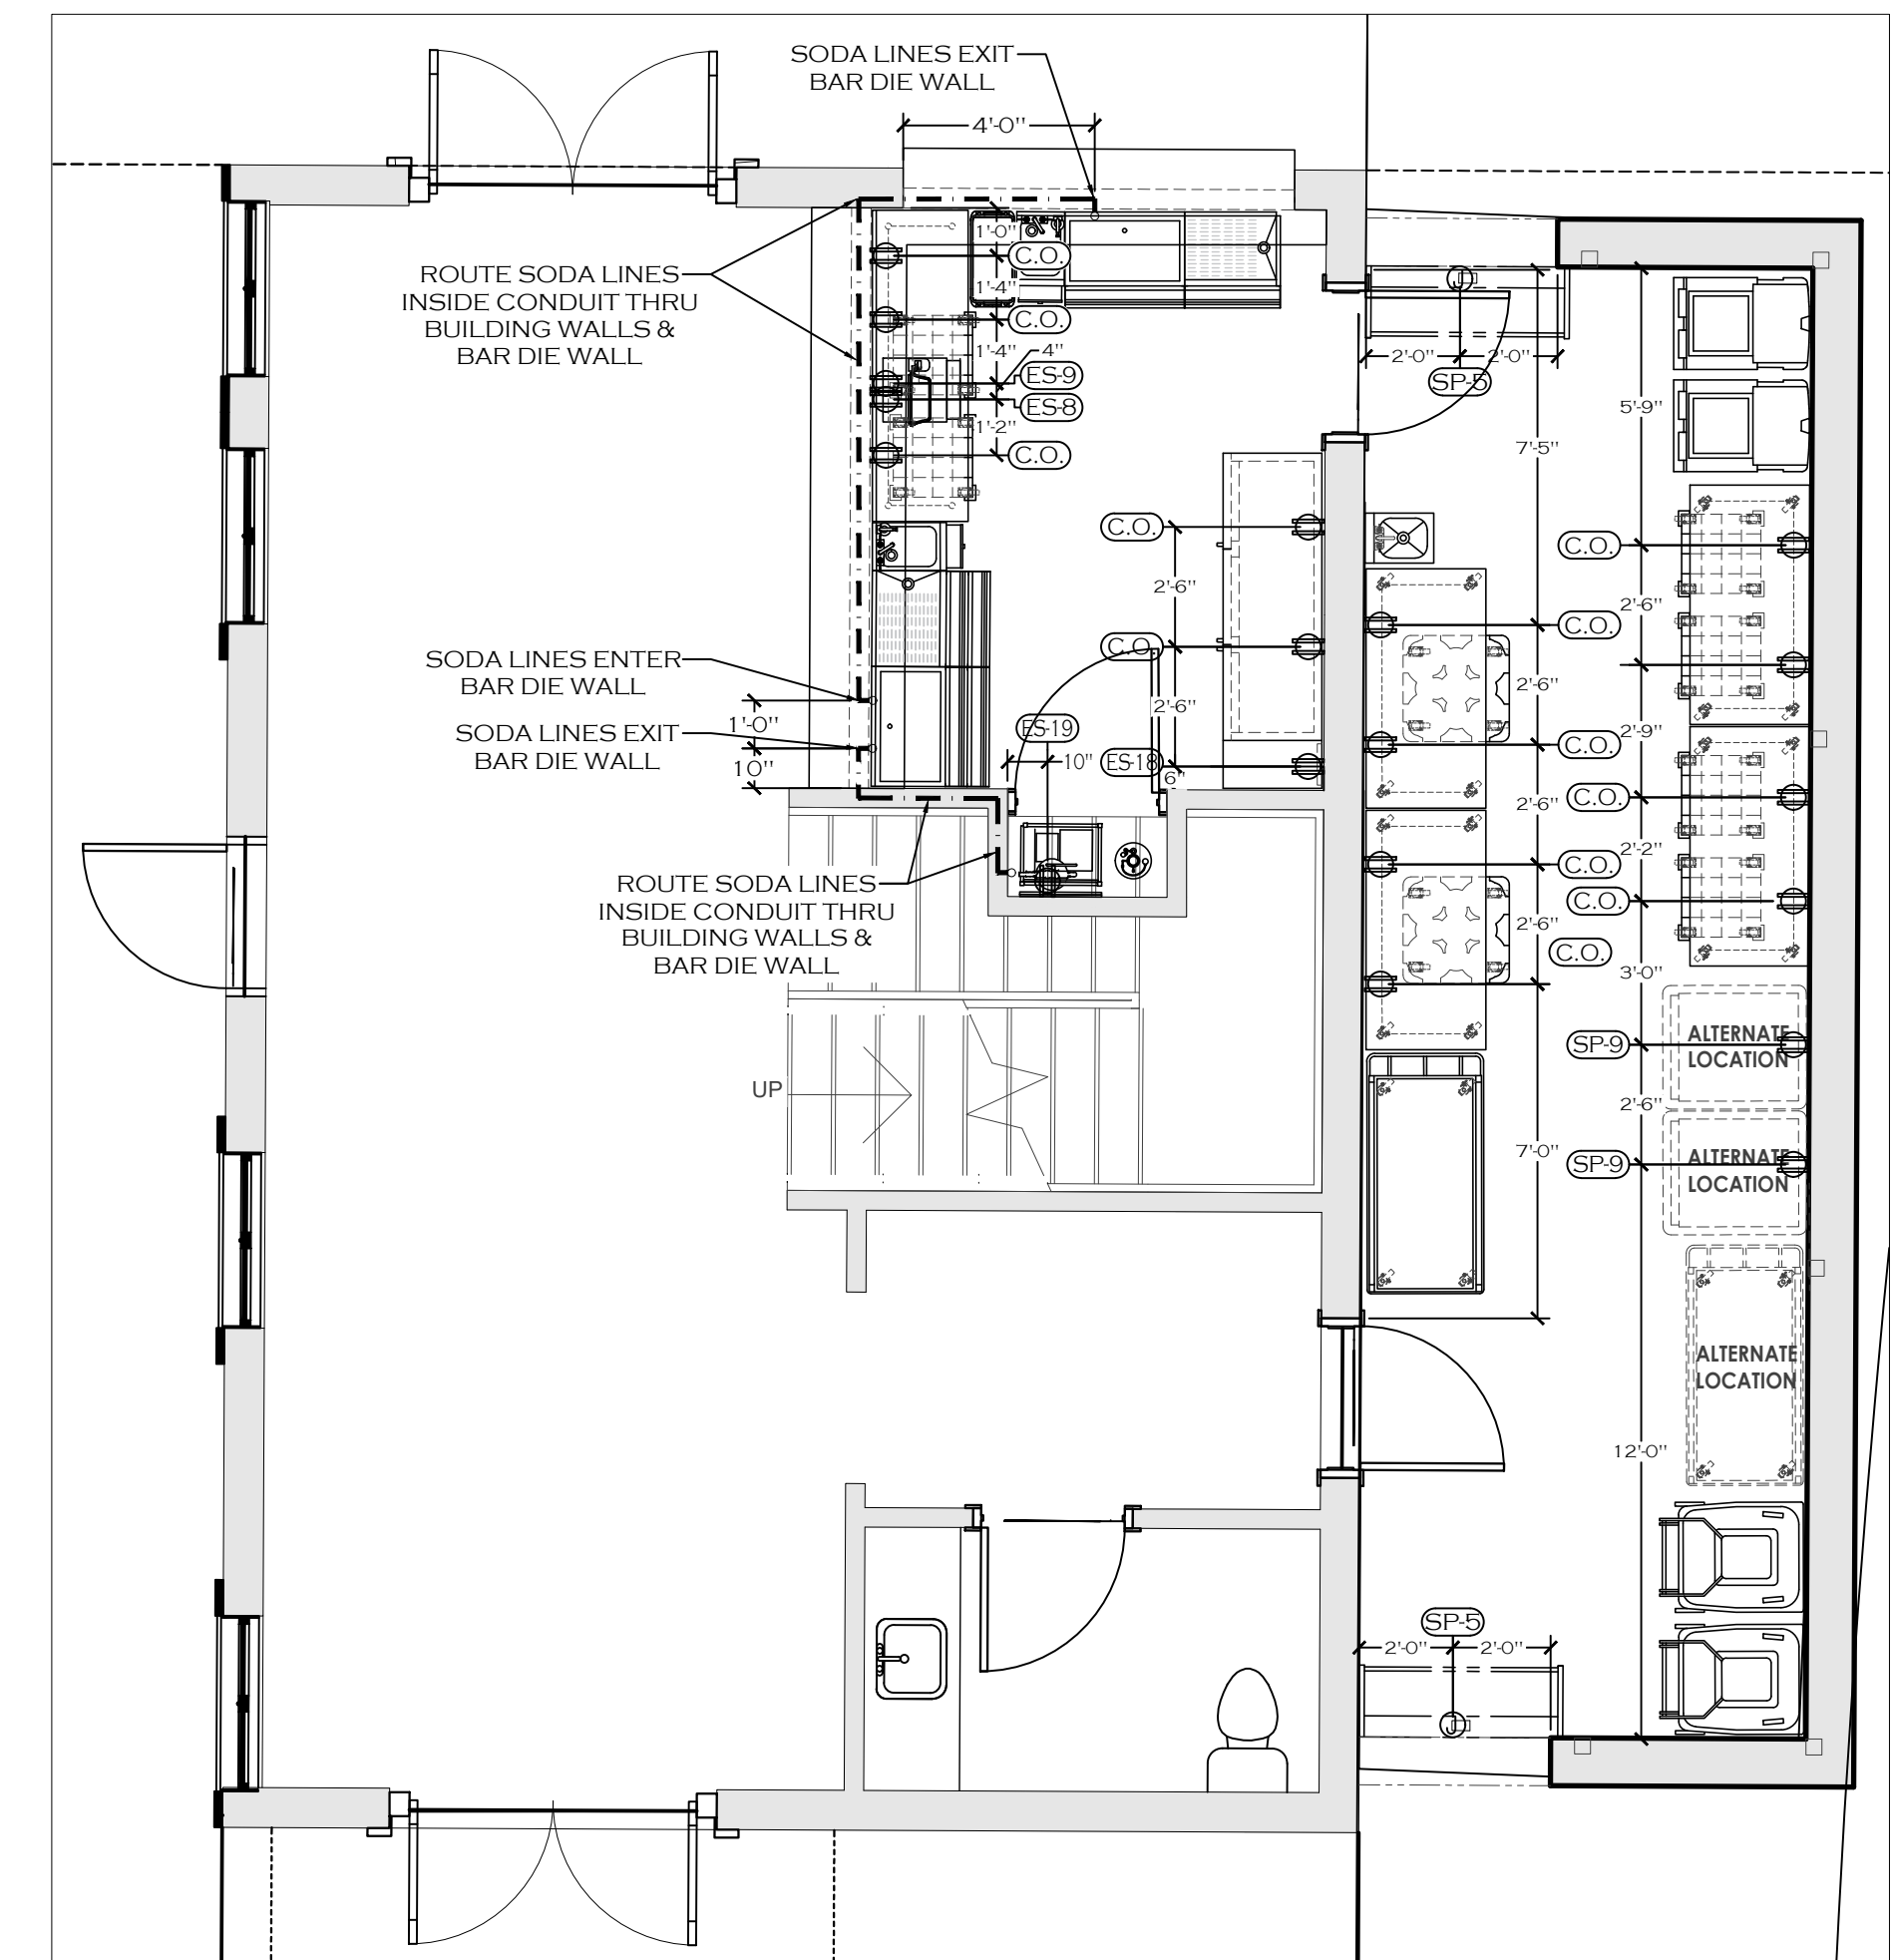 SODA LINES EXIT
BAR DIE WALL
4'-0"
ROUTE SODA LINES
INSIDE CONDUIT THRU
BUILDING WALLS &
BAR DIE WALL
1'-0"
C.O.
1'-4"
C.O.
1'-4"
4"
ES-9
ES-8
1'-2"
C.O.
2'-0"
2'-0"
SP-5
5'-9"
7'-5"
C.O.
2'-6"
C.O.
2'-6"
ES-18
6"
SODA LINES ENTER
BAR DIE WALL
1'-0"
SODA LINES EXIT
BAR DIE WALL
10"
ES-19
10"
ROUTE SODA LINES
INSIDE CONDUIT THRU
BUILDING WALLS &
BAR DIE WALL
UP
C.O.
2'-6"
C.O.
2'-6"
C.O.
2'-9"
C.O.
2'-6"
2'-2"
C.O.
C.O.
2'-6"
C.O.
3'-0"
SP-9
ALTERNATE
LOCATION
2'-6"
7'-0"
SP-9
ALTERNATE
LOCATION
ALTERNATE
LOCATION
12'-0"
SP-5
2'-0"
2'-0"